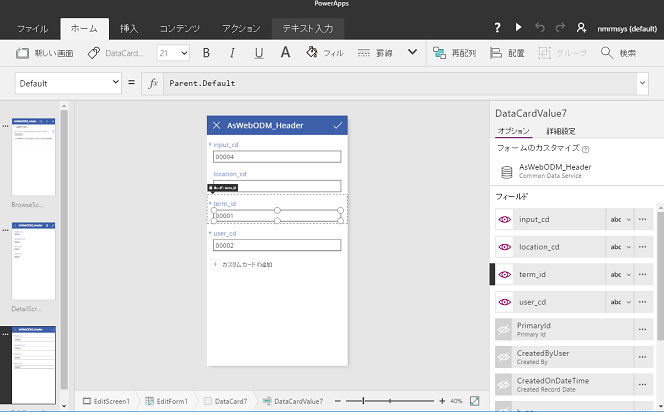 PowerApps
ファイル ホーム 挿入 コンテンツ アクション テキスト入力 ? nmrmsys (default)
新しい画面 DataCar... 21 B I U A フィル 罫線 再配列 配置 グループ 検索
Default = fx Parent.Default
DataCardValue7
オプション 詳細設定
フォームのカスタマイズ ?
AsWebODM_Header
Common Data Service
フィールド
input_cd abc
location_cd abc
term_id abc
user_cd abc
PrimaryId
Primary Id
CreatedByUser
Created By
CreatedOnDateTime
Created Record Date
BrowseSc...
DetailScr...
AsWebODM_Header
* input_cd
00004
location_cd
* term_id
00001
* user_cd
00002
+ カスタム カードの追加
EditScreen1 EditForm1 DataCard7 DataCardValue7 − + 40%